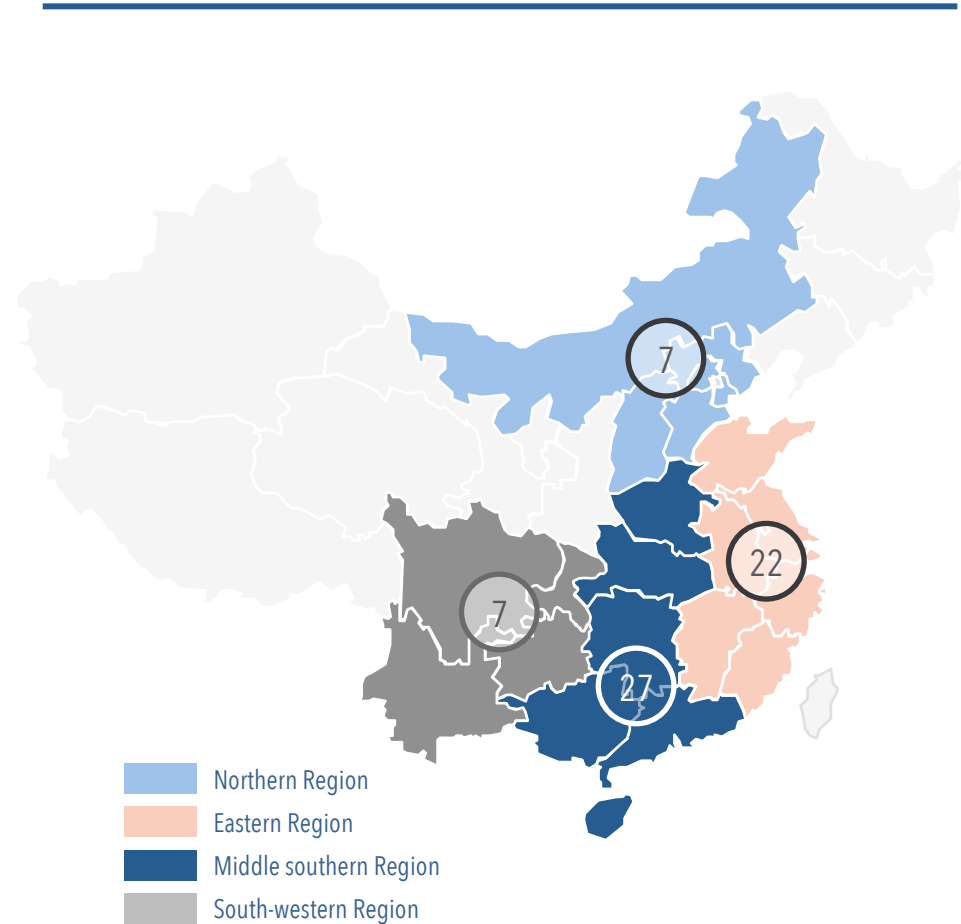 7
22
7
27
Northern Region
Eastern Region
Middle southern Region
South-western Region